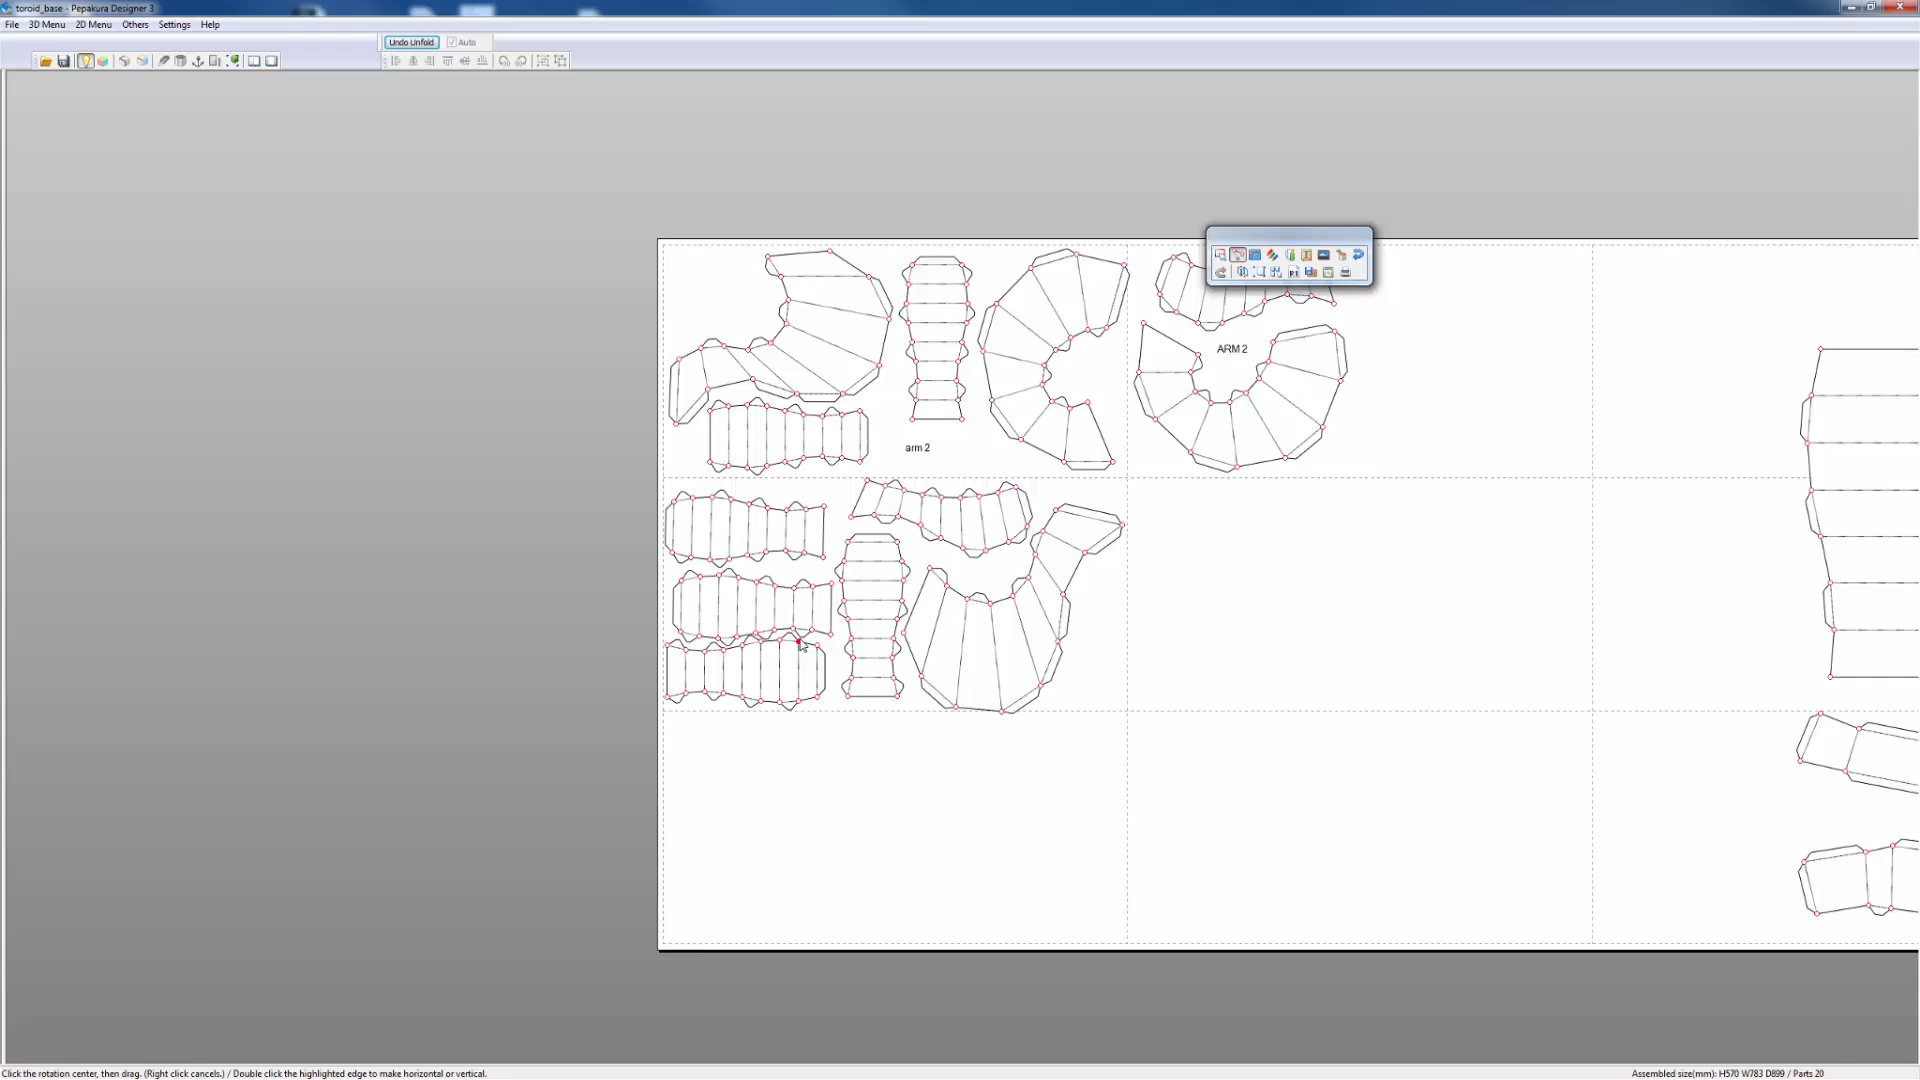 toroid_base - Pepakura Designer 3
File 3D Menu 2D Menu Others Settings Help
Undo Unfold Auto
ARM 2
arm 2
Click the rotation center, then drag. (Right click cancels.) / Double click the highlighted edge to make horizontal or vertical.
Assembled size(mm): H570 W783 D899 / Parts 20